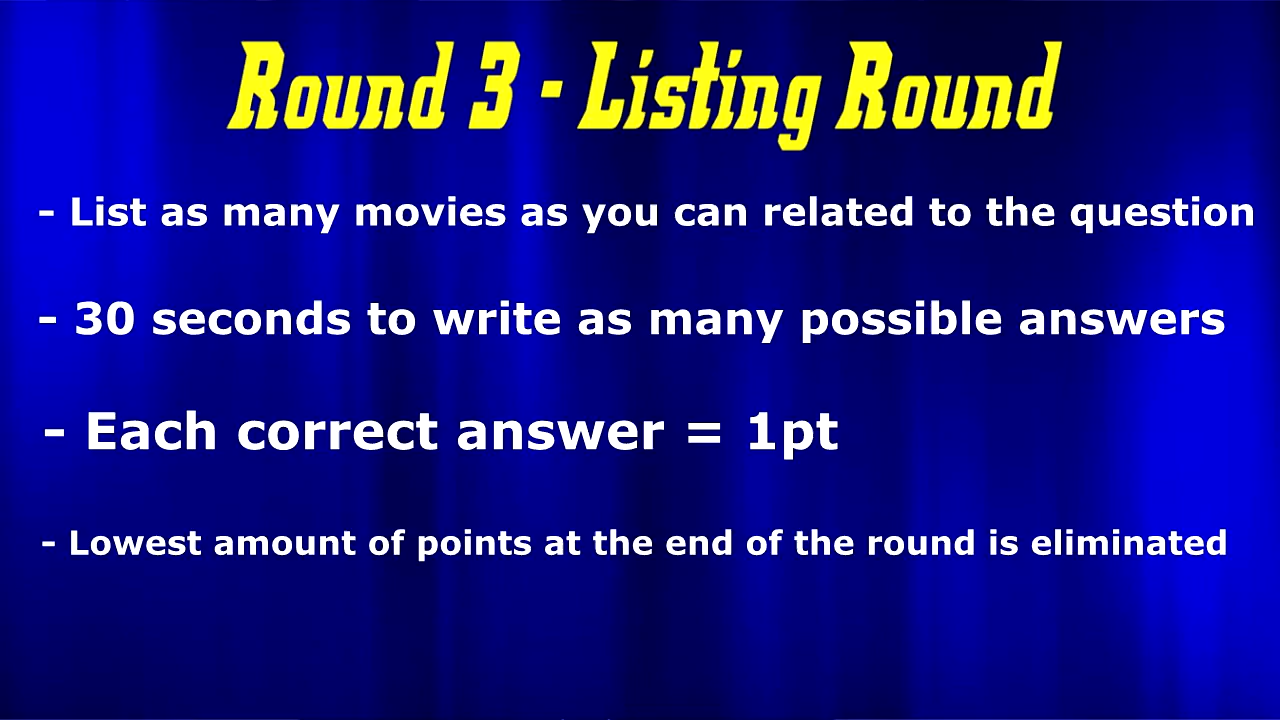 Round 3 - Listing Round
- List as many movies as you can related to the question
- 30 seconds to write as many possible answers
- Each correct answer = 1pt
- Lowest amount of points at the end of the round is eliminated